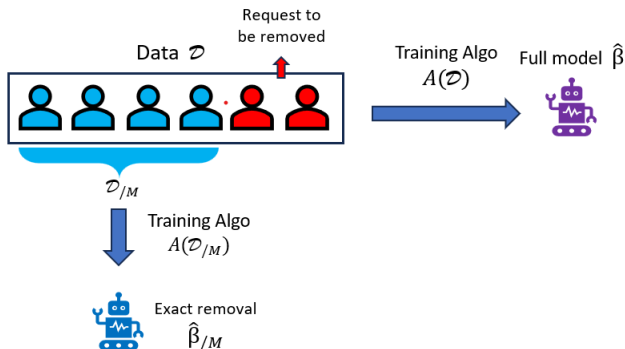 Request to
be removed
Data 𝒟
Training Algo
A(𝒟)
Full model β̂
𝒟/M
Training Algo
A(𝒟/M)
Exact removal
β̂/M